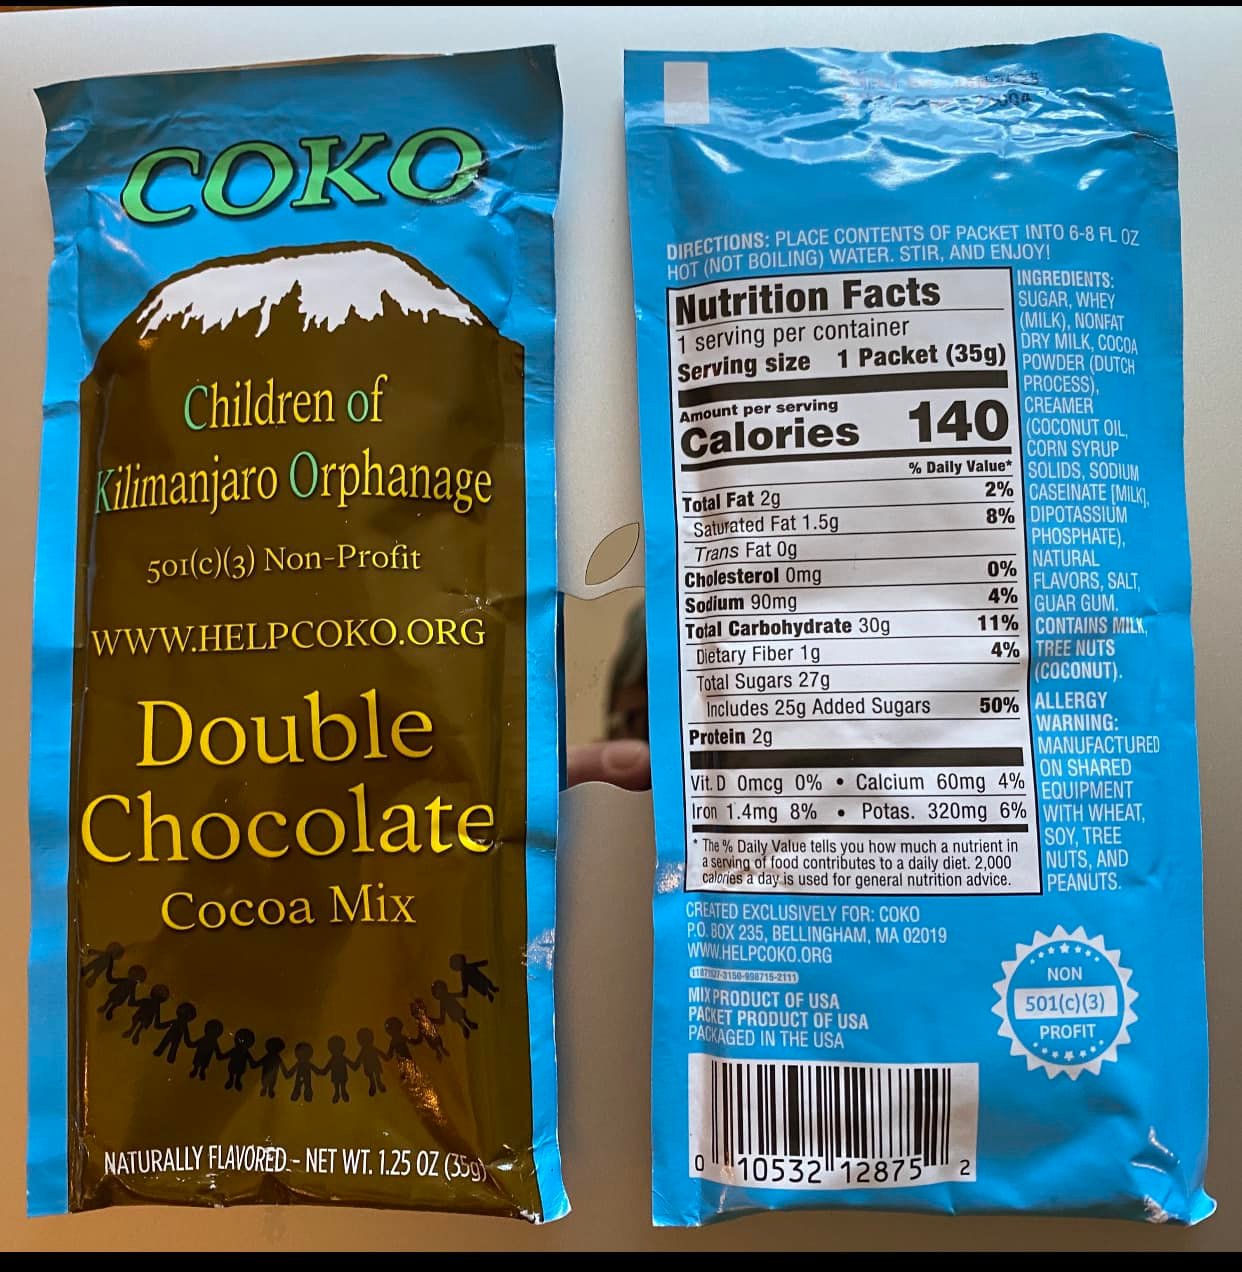 COKO
Children of
Kilimanjaro Orphanage
501(c)(3) Non-Profit
WWW.HELPCOKO.ORG
Double
Chocolate
Cocoa Mix
NATURALLY FLAVORED - NET WT. 1.25 OZ (35g)
DIRECTIONS: PLACE CONTENTS OF PACKET INTO 6-8 FL OZ
HOT (NOT BOILING) WATER. STIR, AND ENJOY!
Nutrition Facts
1 serving per container
Serving size 1 Packet (35g)
Amount per serving
Calories 140
% Daily Value*
Total Fat 2g 2%
Saturated Fat 1.5g 8%
Trans Fat 0g
Cholesterol 0mg 0%
Sodium 90mg 4%
Total Carbohydrate 30g 11%
Dietary Fiber 1g 4%
Total Sugars 27g
Includes 25g Added Sugars 50%
Protein 2g
Vit. D 0mcg 0% • Calcium 60mg 4%
Iron 1.4mg 8% • Potas. 320mg 6%
* The % Daily Value tells you how much a nutrient in
a serving of food contributes to a daily diet. 2,000
calories a day is used for general nutrition advice.
INGREDIENTS:
SUGAR, WHEY
(MILK), NONFAT
DRY MILK, COCOA
POWDER (DUTCH
PROCESS),
CREAMER
(COCONUT OIL,
CORN SYRUP
SOLIDS, SODIUM
CASEINATE [MILK],
DIPOTASSIUM
PHOSPHATE),
NATURAL
FLAVORS, SALT,
GUAR GUM.
CONTAINS MILK,
TREE NUTS
(COCONUT).
ALLERGY
WARNING:
MANUFACTURED
ON SHARED
EQUIPMENT
WITH WHEAT,
SOY, TREE
NUTS, AND
PEANUTS.
CREATED EXCLUSIVELY FOR: COKO
P.O. BOX 235, BELLINGHAM, MA 02019
WWW.HELPCOKO.ORG
MIX PRODUCT OF USA
PACKET PRODUCT OF USA
PACKAGED IN THE USA
NON
501(c)(3)
PROFIT
0 10532 12875 2